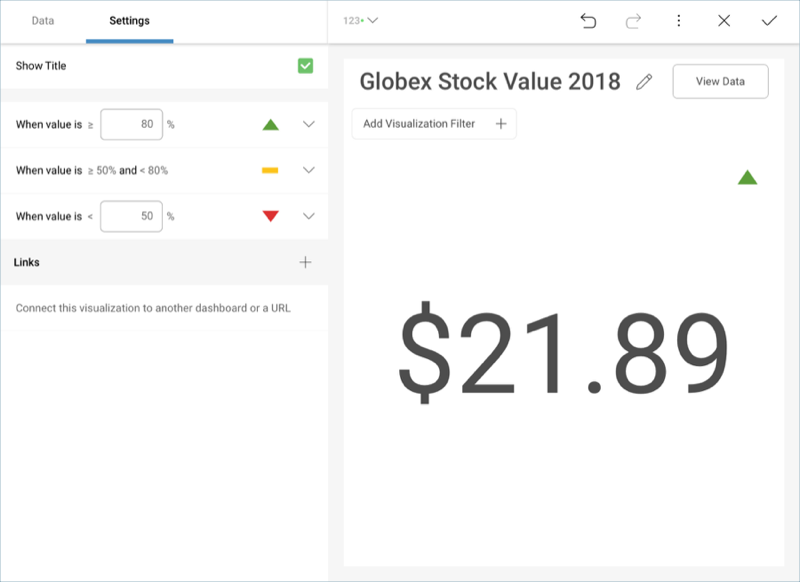 Data Settings
123
Show Title
Globex Stock Value 2018 View Data
When value is ≥ 80 %
Add Visualization Filter +
When value is ≥ 50% and < 80%
When value is < 50 %
Links +
Connect this visualization to another dashboard or a URL
$21.89